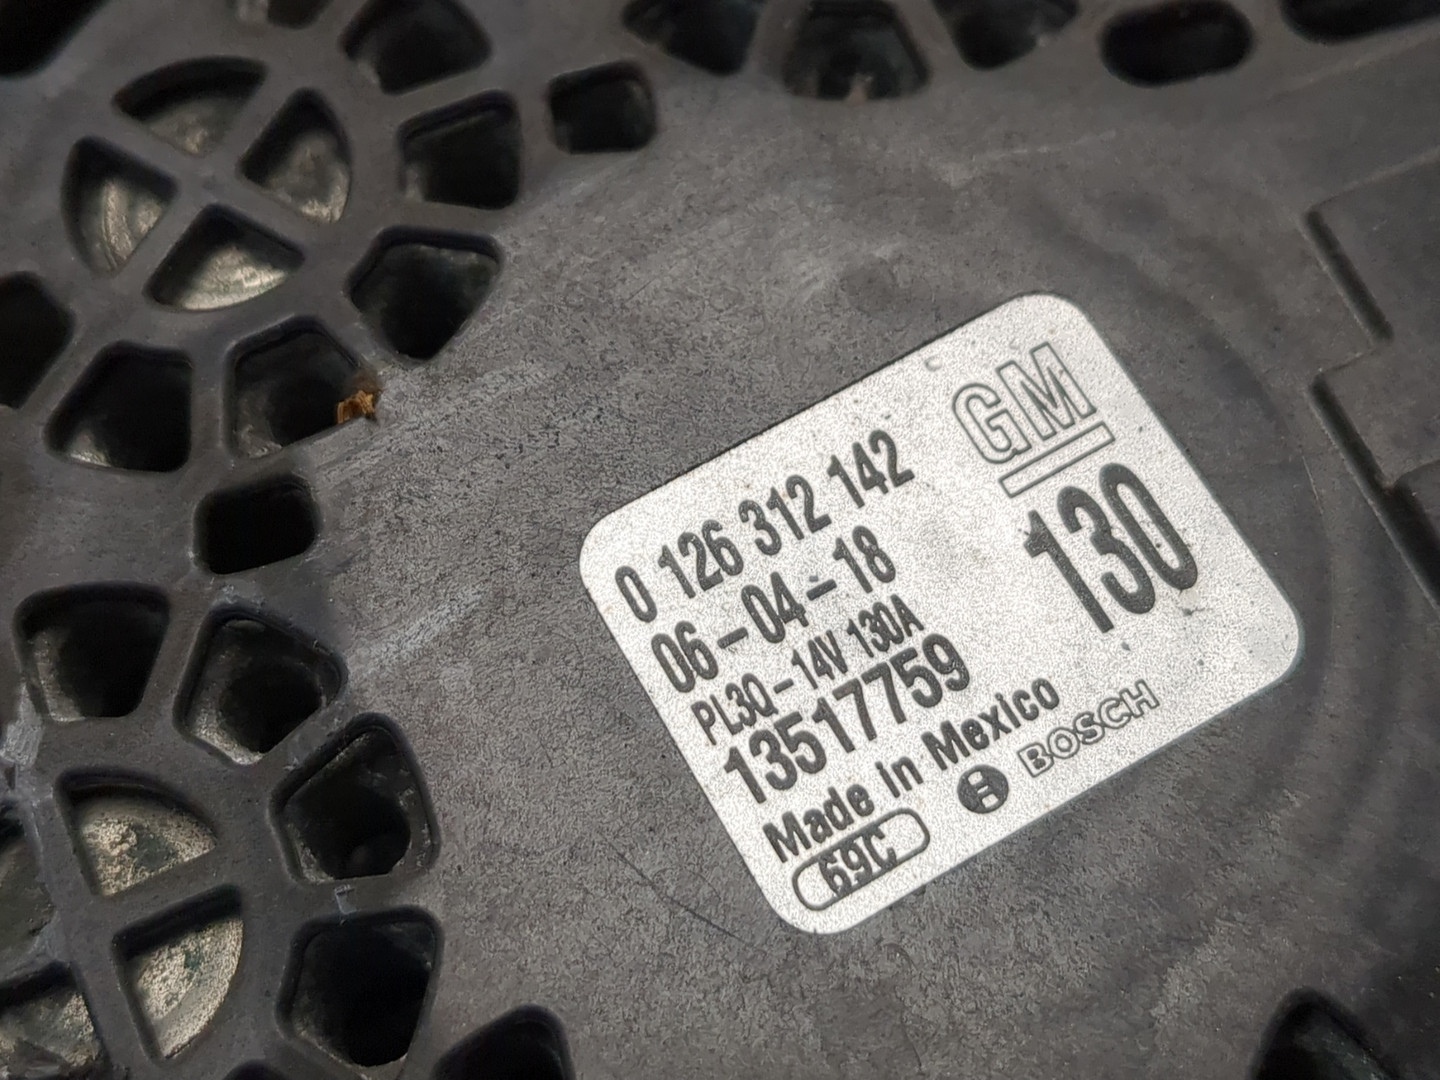 GM
0 126 312 142
130
06-04-18
PL3Q-14V 130A
13517759
Made in Mexico
BOSCH
69C